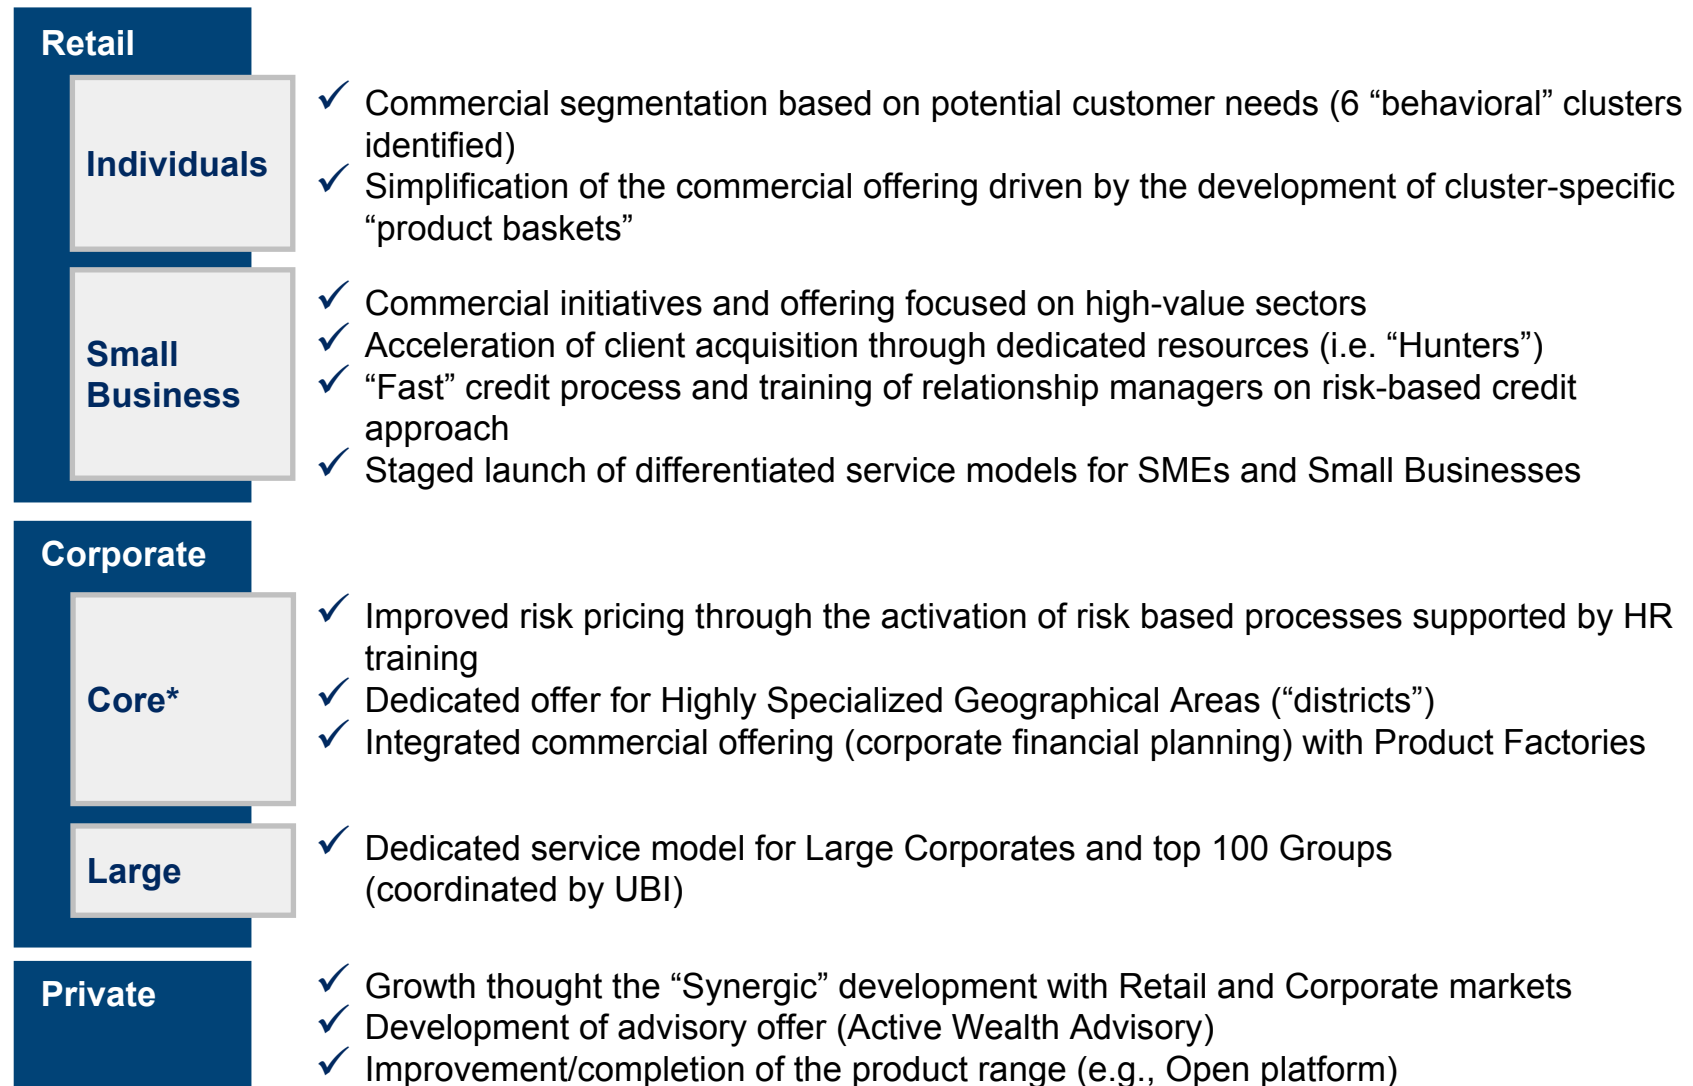 Retail
Individuals
✓ Commercial segmentation based on potential customer needs (6 “behavioral” clusters
identified)
✓ Simplification of the commercial offering driven by the development of cluster-specific
“product baskets”
Small
Business
✓ Commercial initiatives and offering focused on high-value sectors
✓ Acceleration of client acquisition through dedicated resources (i.e. “Hunters”)
✓ “Fast” credit process and training of relationship managers on risk-based credit
approach
✓ Staged launch of differentiated service models for SMEs and Small Businesses
Corporate
Core*
✓ Improved risk pricing through the activation of risk based processes supported by HR
training
✓ Dedicated offer for Highly Specialized Geographical Areas (“districts”)
✓ Integrated commercial offering (corporate financial planning) with Product Factories
Large
✓ Dedicated service model for Large Corporates and top 100 Groups
(coordinated by UBI)
Private
✓ Growth thought the “Synergic” development with Retail and Corporate markets
✓ Development of advisory offer (Active Wealth Advisory)
✓ Improvement/completion of the product range (e.g., Open platform)